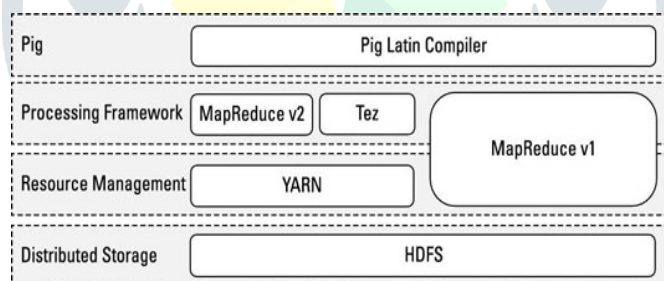 Pig
Pig Latin Compiler
Processing Framework
MapReduce v2
Tez
MapReduce v1
Resource Management
YARN
Distributed Storage
HDFS